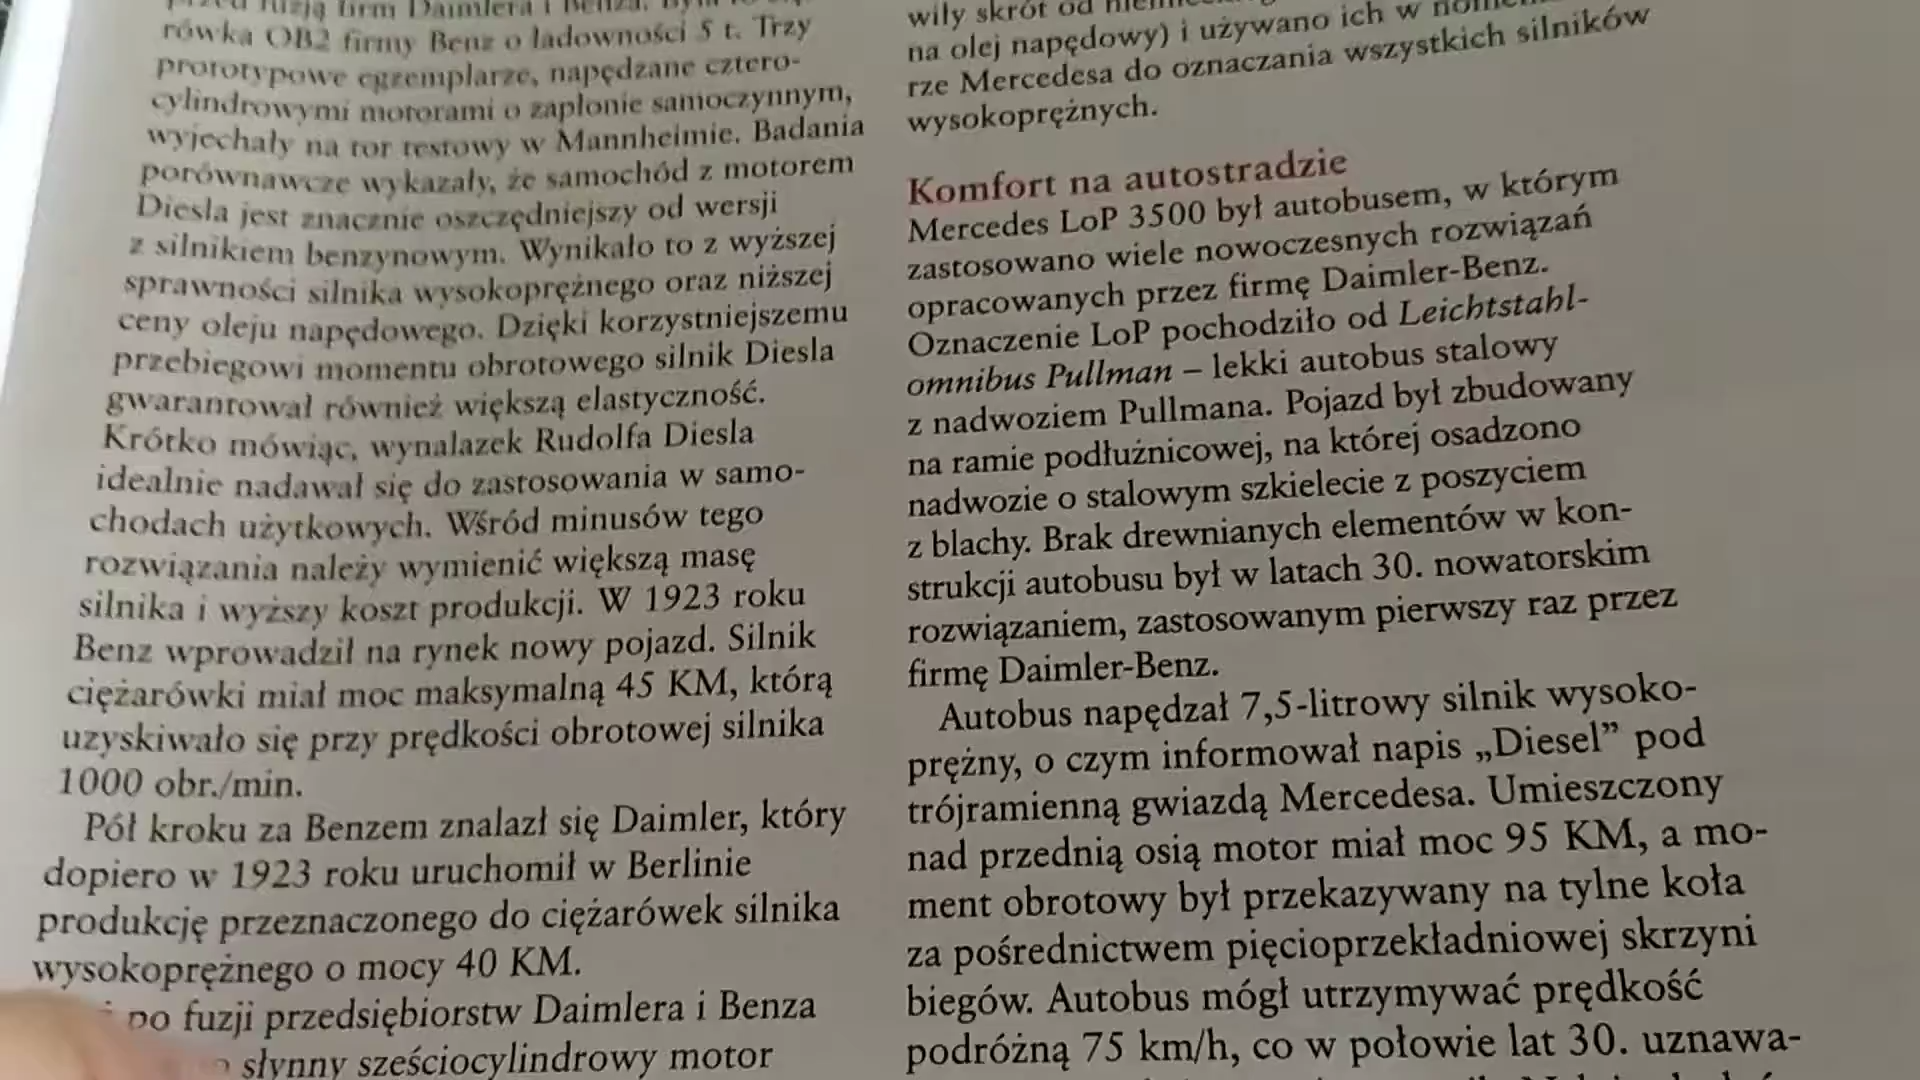 przed fuzją firm Daimlera i Benza.
rówka OB2 firmy Benz o ładowności 5 t. Trzy
prototypowe egzemplarze, napędzane cztero-
cylindrowymi motorami o zapłonie samoczynnym,
wyjechały na tor testowy w Mannheimie. Badania
porównawcze wykazały, że samochód z motorem
Diesla jest znacznie oszczędniejszy od wersji
z silnikiem benzynowym. Wynikało to z wyższej
sprawności silnika wysokoprężnego oraz niższej
ceny oleju napędowego. Dzięki korzystniejszemu
przebiegowi momentu obrotowego silnik Diesla
gwarantował również większą elastyczność.
Krótko mówiąc, wynalazek Rudolfa Diesla
idealnie nadawał się do zastosowania w samo-
chodach użytkowych. Wśród minusów tego
rozwiązania należy wymienić większą masę
silnika i wyższy koszt produkcji. W 1923 roku
Benz wprowadził na rynek nowy pojazd. Silnik
ciężarówki miał moc maksymalną 45 KM, którą
uzyskiwało się przy prędkości obrotowej silnika
1000 obr./min.
Pół kroku za Benzem znalazł się Daimler, który
dopiero w 1923 roku uruchomił w Berlinie
produkcję przeznaczonego do ciężarówek silnika
wysokoprężnego o mocy 40 KM.
po fuzji przedsiębiorstw Daimlera i Benza
słynny sześciocylindrowy motor
wiły skrót od
na olej napędowy) i używano ich w
rze Mercedesa do oznaczania wszystkich silników
wysokoprężnych.
Komfort na autostradzie
Mercedes LoP 3500 był autobusem, w którym
zastosowano wiele nowoczesnych rozwiązań
opracowanych przez firmę Daimler-Benz.
Oznaczenie LoP pochodziło od Leichtstahl-
omnibus Pullman – lekki autobus stalowy
z nadwoziem Pullmana. Pojazd był zbudowany
na ramie podłużnicowej, na której osadzono
nadwozie o stalowym szkielecie z poszyciem
z blachy. Brak drewnianych elementów w kon-
strukcji autobusu był w latach 30. nowatorskim
rozwiązaniem, zastosowanym pierwszy raz przez
firmę Daimler-Benz.
Autobus napędzał 7,5-litrowy silnik wysoko-
prężny, o czym informował napis „Diesel” pod
trójramienną gwiazdą Mercedesa. Umieszczony
nad przednią osią motor miał moc 95 KM, a mo-
ment obrotowy był przekazywany na tylne koła
za pośrednictwem pięcioprzekładniowej skrzyni
biegów. Autobus mógł utrzymywać prędkość
podróżną 75 km/h, co w połowie lat 30. uznawa-